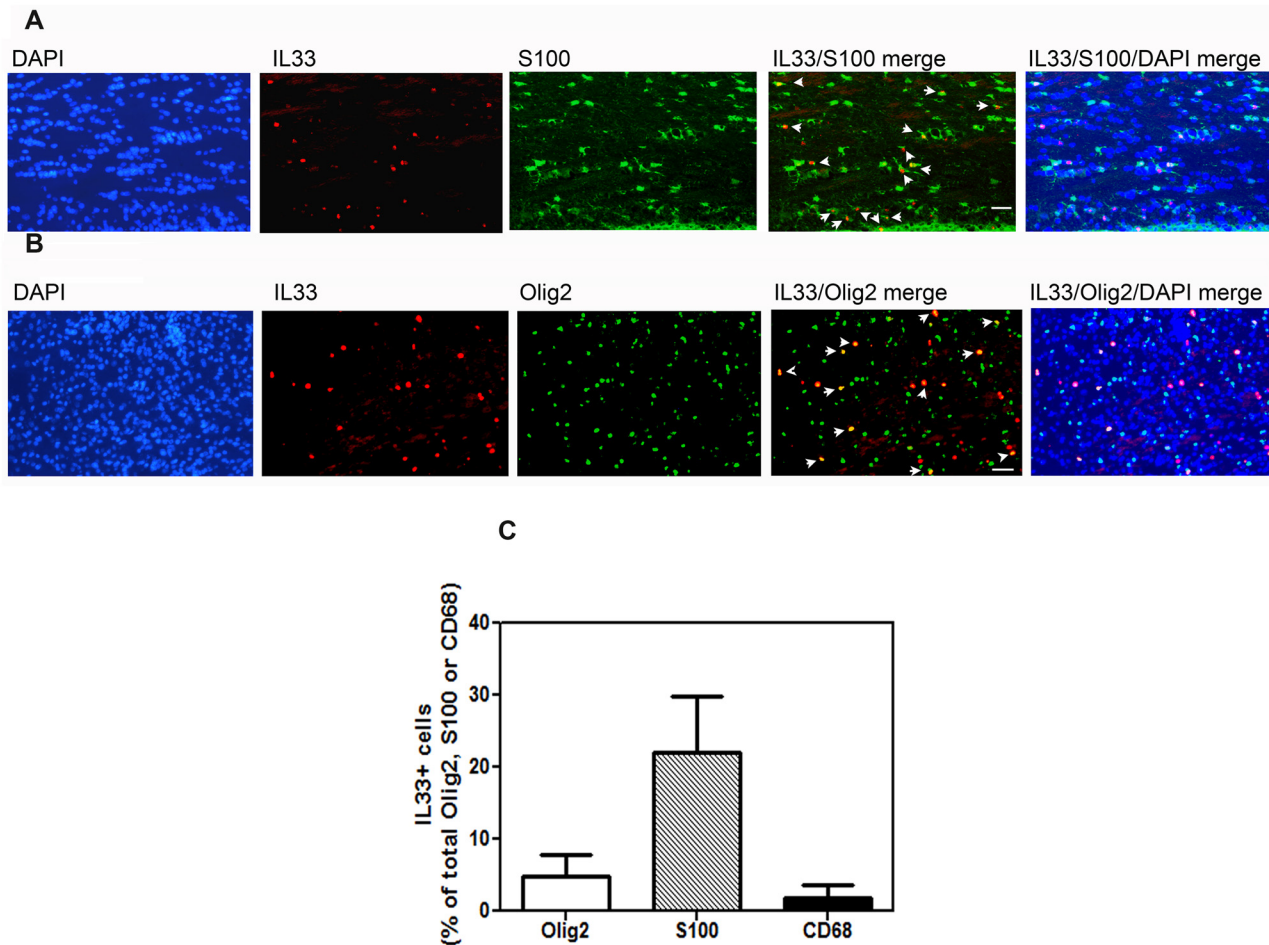 A
DAPI
IL33
S100
IL33/S100 merge
IL33/S100/DAPI merge
B
DAPI
IL33
Olig2
IL33/Olig2 merge
IL33/Olig2/DAPI merge
C
IL33+ cells
(% of total Olig2, S100 or CD68)
40
30
20
10
0
Olig2
S100
CD68